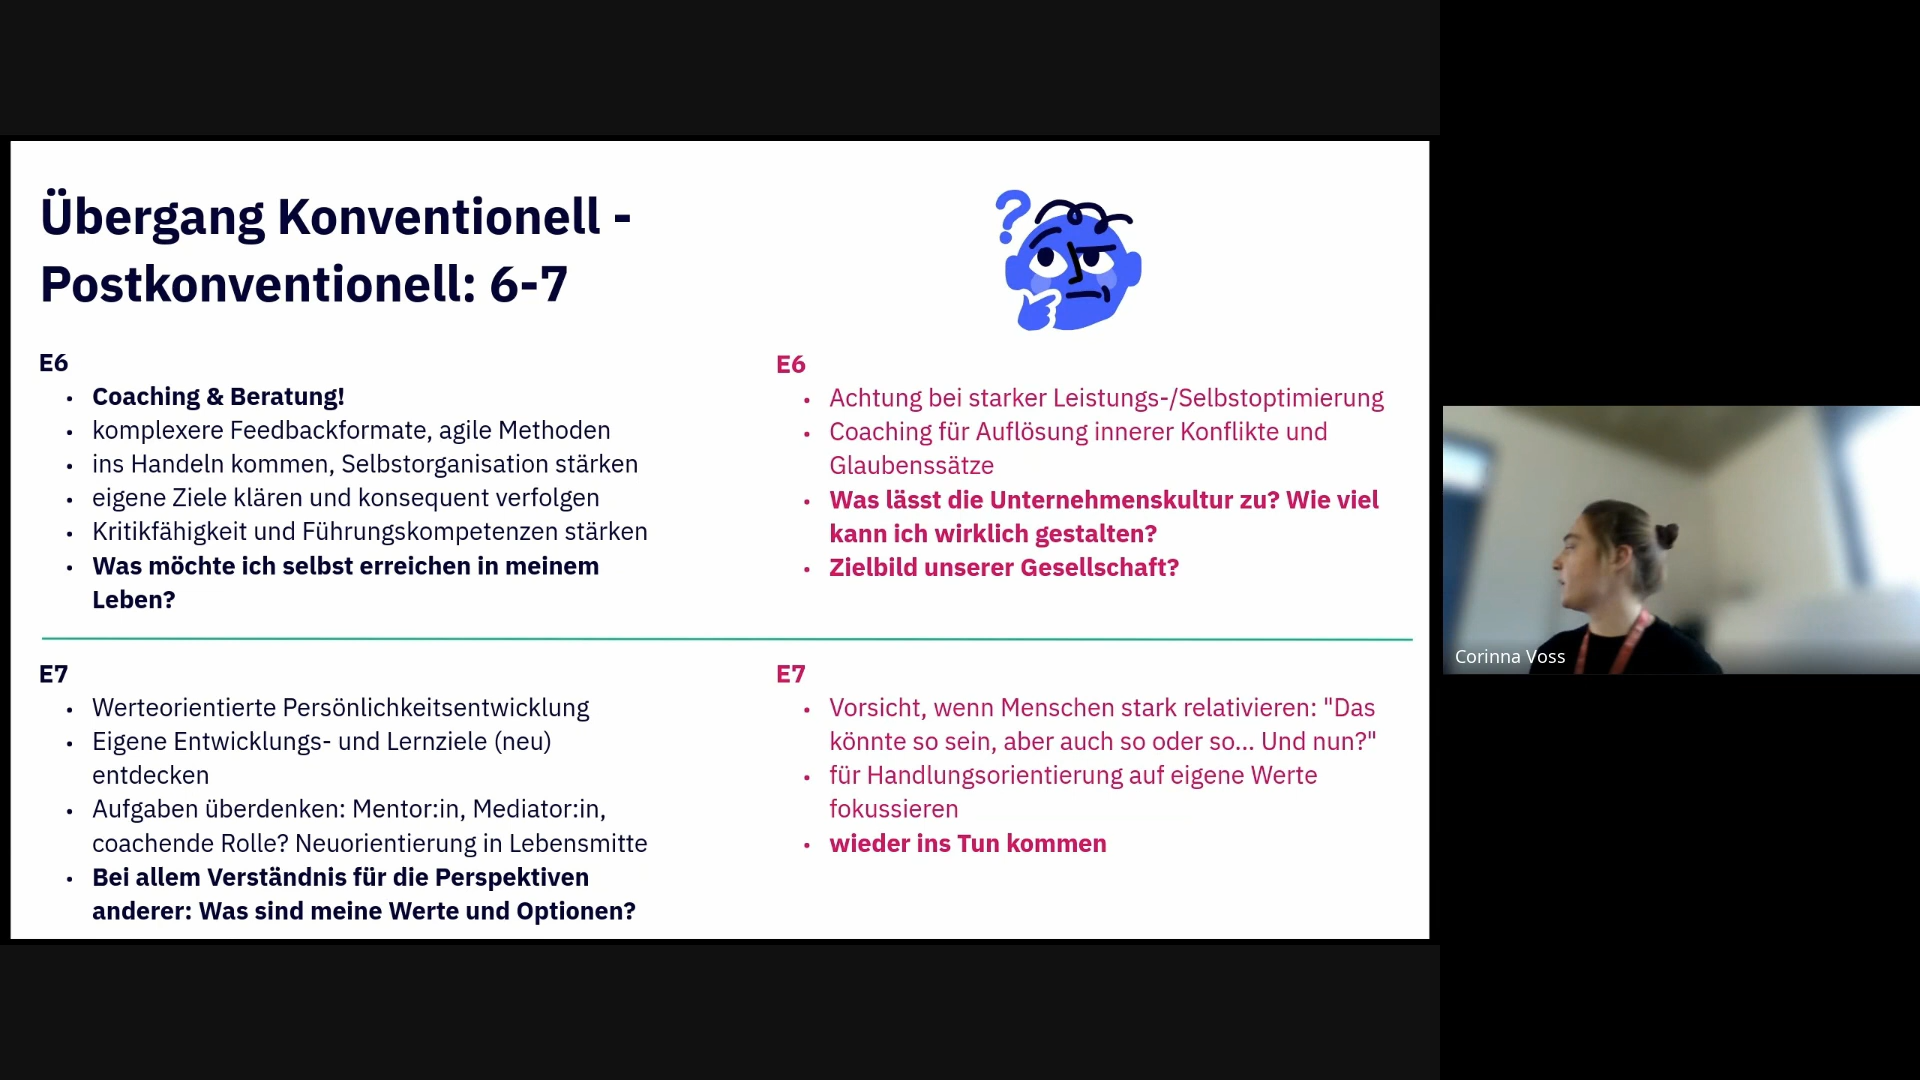 Übergang Konventionell -
Postkonventionell: 6-7
?
E6
• Coaching & Beratung!
• komplexere Feedbackformate, agile Methoden
• ins Handeln kommen, Selbstorganisation stärken
• eigene Ziele klären und konsequent verfolgen
• Kritikfähigkeit und Führungskompetenzen stärken
• Was möchte ich selbst erreichen in meinem
Leben?
E6
• Achtung bei starker Leistungs-/Selbstoptimierung
• Coaching für Auflösung innerer Konflikte und
Glaubenssätze
• Was lässt die Unternehmenskultur zu? Wie viel
kann ich wirklich gestalten?
• Zielbild unserer Gesellschaft?
E7
• Werteorientierte Persönlichkeitsentwicklung
• Eigene Entwicklungs- und Lernziele (neu)
entdecken
• Aufgaben überdenken: Mentor:in, Mediator:in,
coachende Rolle? Neuorientierung in Lebensmitte
• Bei allem Verständnis für die Perspektiven
anderer: Was sind meine Werte und Optionen?
E7
• Vorsicht, wenn Menschen stark relativieren: "Das
könnte so sein, aber auch so oder so... Und nun?"
• für Handlungsorientierung auf eigene Werte
fokussieren
• wieder ins Tun kommen
Corinna Voss